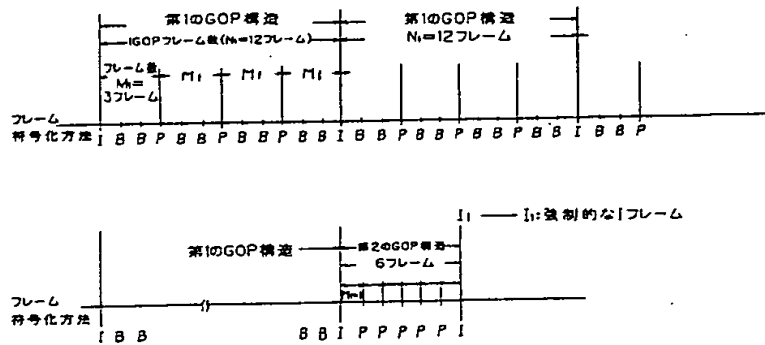 第1のGOP構造 第1のGOP構造
1GOPフレーム数(N1=12フレーム) N1=12フレーム
フレーム数 M1 M1 M1
M1=
3フレーム
フレーム
符号化方法 I B B P B B P B B P B B I B B P B B P B B P B B I B B P
I1 I1:強制的なIフレーム
第1のGOP構造 第2のGOP構造
6フレーム
フレーム
符号化方法
I B B B B I P P P P P I